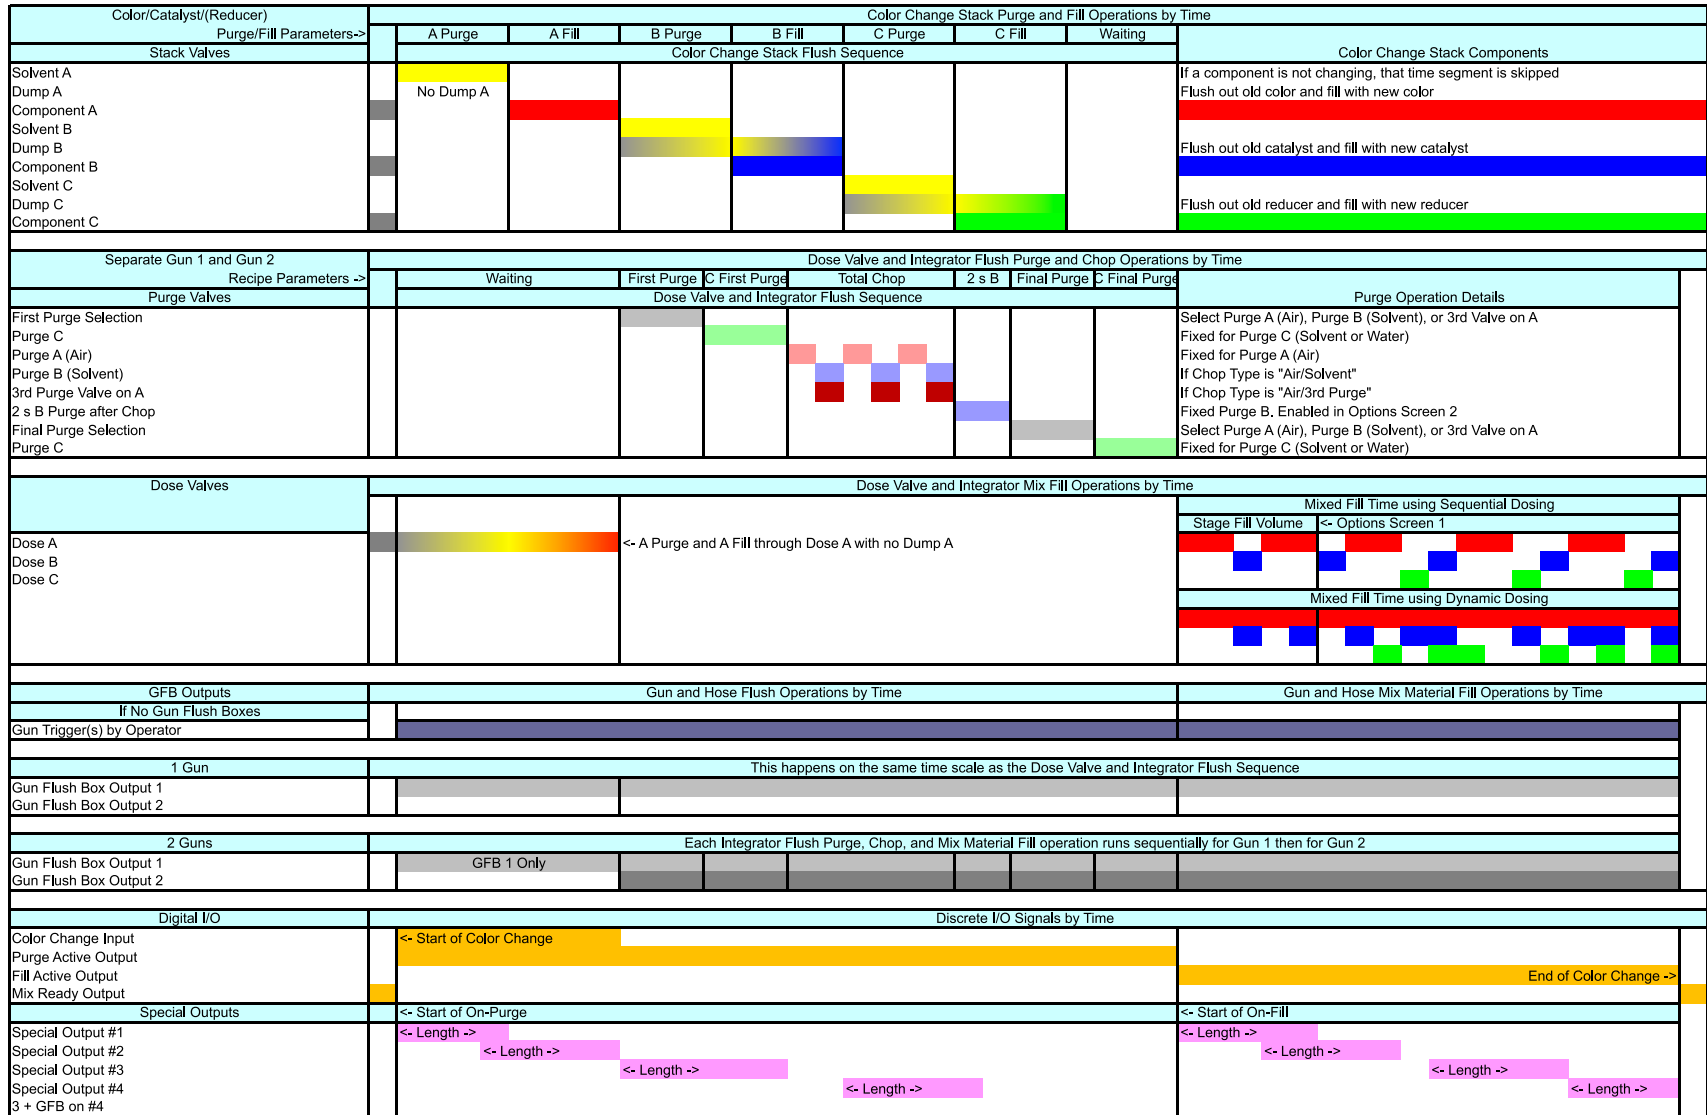 Color/Catalyst/(Reducer)
Color Change Stack Purge and Fill Operations by Time
Purge/Fill Parameters->
A Purge
A Fill
B Purge
B Fill
C Purge
C Fill
Waiting
Stack Valves
Color Change Stack Flush Sequence
Color Change Stack Components
Solvent A
If a component is not changing, that time segment is skipped
Dump A
No Dump A
Flush out old color and fill with new color
Component A
Solvent B
Dump B
Flush out old catalyst and fill with new catalyst
Component B
Solvent C
Dump C
Flush out old reducer and fill with new reducer
Component C
Separate Gun 1 and Gun 2
Dose Valve and Integrator Flush Purge and Chop Operations by Time
Recipe Parameters ->
Waiting
First Purge
C First Purge
Total Chop
2 s B
Final Purge
C Final Purge
Purge Valves
Dose Valve and Integrator Flush Sequence
Purge Operation Details
First Purge Selection
Select Purge A (Air), Purge B (Solvent), or 3rd Valve on A
Purge C
Fixed for Purge C (Solvent or Water)
Purge A (Air)
Fixed for Purge A (Air)
Purge B (Solvent)
If Chop Type is "Air/Solvent"
3rd Purge Valve on A
If Chop Type is "Air/3rd Purge"
2 s B Purge after Chop
Fixed Purge B. Enabled in Options Screen 2
Final Purge Selection
Select Purge A (Air), Purge B (Solvent), or 3rd Valve on A
Purge C
Fixed for Purge C (Solvent or Water)
Dose Valves
Dose Valve and Integrator Mix Fill Operations by Time
Mixed Fill Time using Sequential Dosing
Stage Fill Volume
<- Options Screen 1
Dose A
<- A Purge and A Fill through Dose A with no Dump A
Dose B
Dose C
Mixed Fill Time using Dynamic Dosing
GFB Outputs
Gun and Hose Flush Operations by Time
Gun and Hose Mix Material Fill Operations by Time
If No Gun Flush Boxes
Gun Trigger(s) by Operator
1 Gun
This happens on the same time scale as the Dose Valve and Integrator Flush Sequence
Gun Flush Box Output 1
Gun Flush Box Output 2
2 Guns
Each Integrator Flush Purge, Chop, and Mix Material Fill operation runs sequentially for Gun 1 then for Gun 2
Gun Flush Box Output 1
GFB 1 Only
Gun Flush Box Output 2
Digital I/O
Discrete I/O Signals by Time
Color Change Input
<- Start of Color Change
Purge Active Output
Fill Active Output
End of Color Change ->
Mix Ready Output
Special Outputs
<- Start of On-Purge
<- Start of On-Fill
Special Output #1
<- Length ->
<- Length ->
Special Output #2
<- Length ->
<- Length ->
Special Output #3
<- Length ->
<- Length ->
Special Output #4
<- Length ->
<- Length ->
3 + GFB on #4